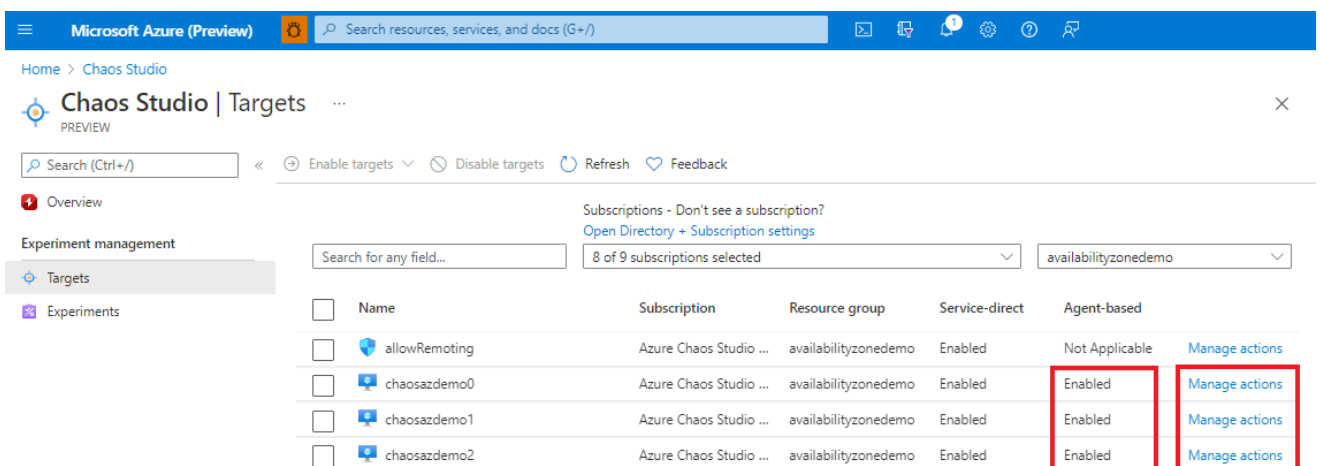 Microsoft Azure (Preview) Search resources, services, and docs (G+/) 1
Home > Chaos Studio
Chaos Studio | Targets ...
PREVIEW
Search (Ctrl+/) « Enable targets Disable targets Refresh Feedback
Overview
Subscriptions - Don't see a subscription?
Open Directory + Subscription settings
Experiment management
Search for any field... 8 of 9 subscriptions selected availabilityzonedemo
Targets
Experiments
Name Subscription Resource group Service-direct Agent-based
allowRemoting Azure Chaos Studio ... availabilityzonedemo Enabled Not Applicable Manage actions
chaosazdemo0 Azure Chaos Studio ... availabilityzonedemo Enabled Enabled Manage actions
chaosazdemo1 Azure Chaos Studio ... availabilityzonedemo Enabled Enabled Manage actions
chaosazdemo2 Azure Chaos Studio ... availabilityzonedemo Enabled Enabled Manage actions